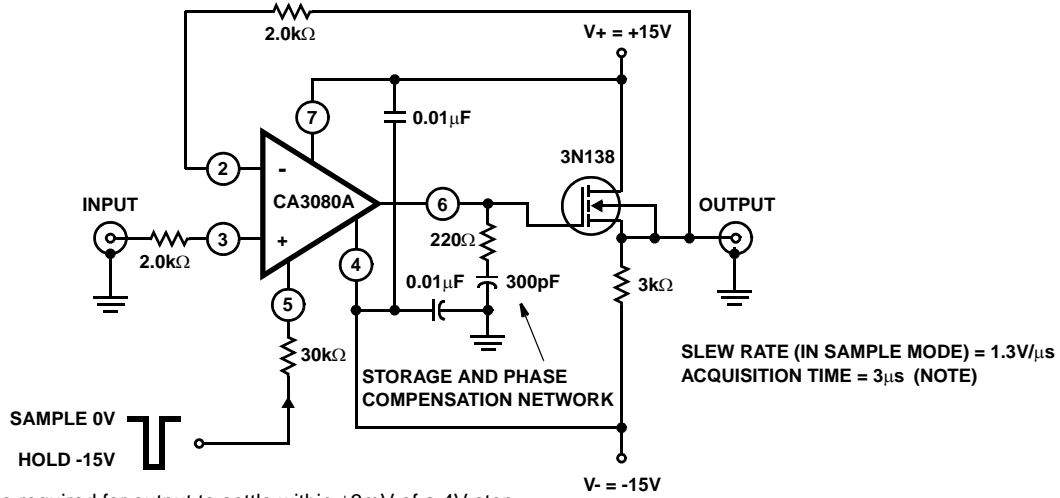 2.0kΩ
V+ = +15V
7
0.01μF
3N138
2
-
CA3080A
6
INPUT
OUTPUT
3
+
220Ω
2.0kΩ
4
0.01μF
300pF
3kΩ
5
30kΩ
SLEW RATE (IN SAMPLE MODE) = 1.3V/μs
ACQUISITION TIME = 3μs (NOTE)
STORAGE AND PHASE
COMPENSATION NETWORK
SAMPLE 0V
HOLD -15V
V- = -15V